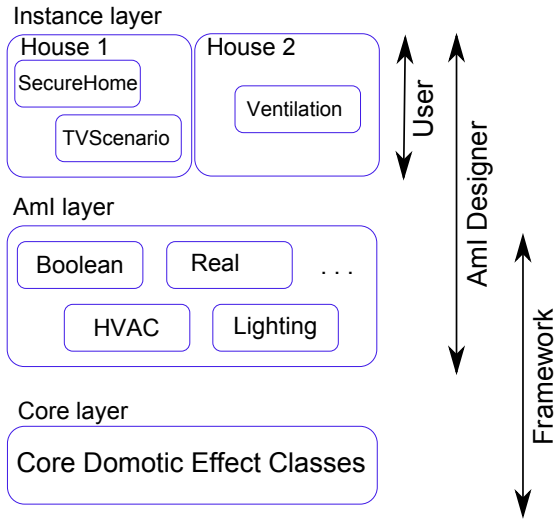 Instance layer
House 1
House 2
SecureHome
TVScenario
Ventilation
User
AmI Designer
AmI layer
Boolean
Real
. . .
HVAC
Lighting
Framework
Core layer
Core Domotic Effect Classes